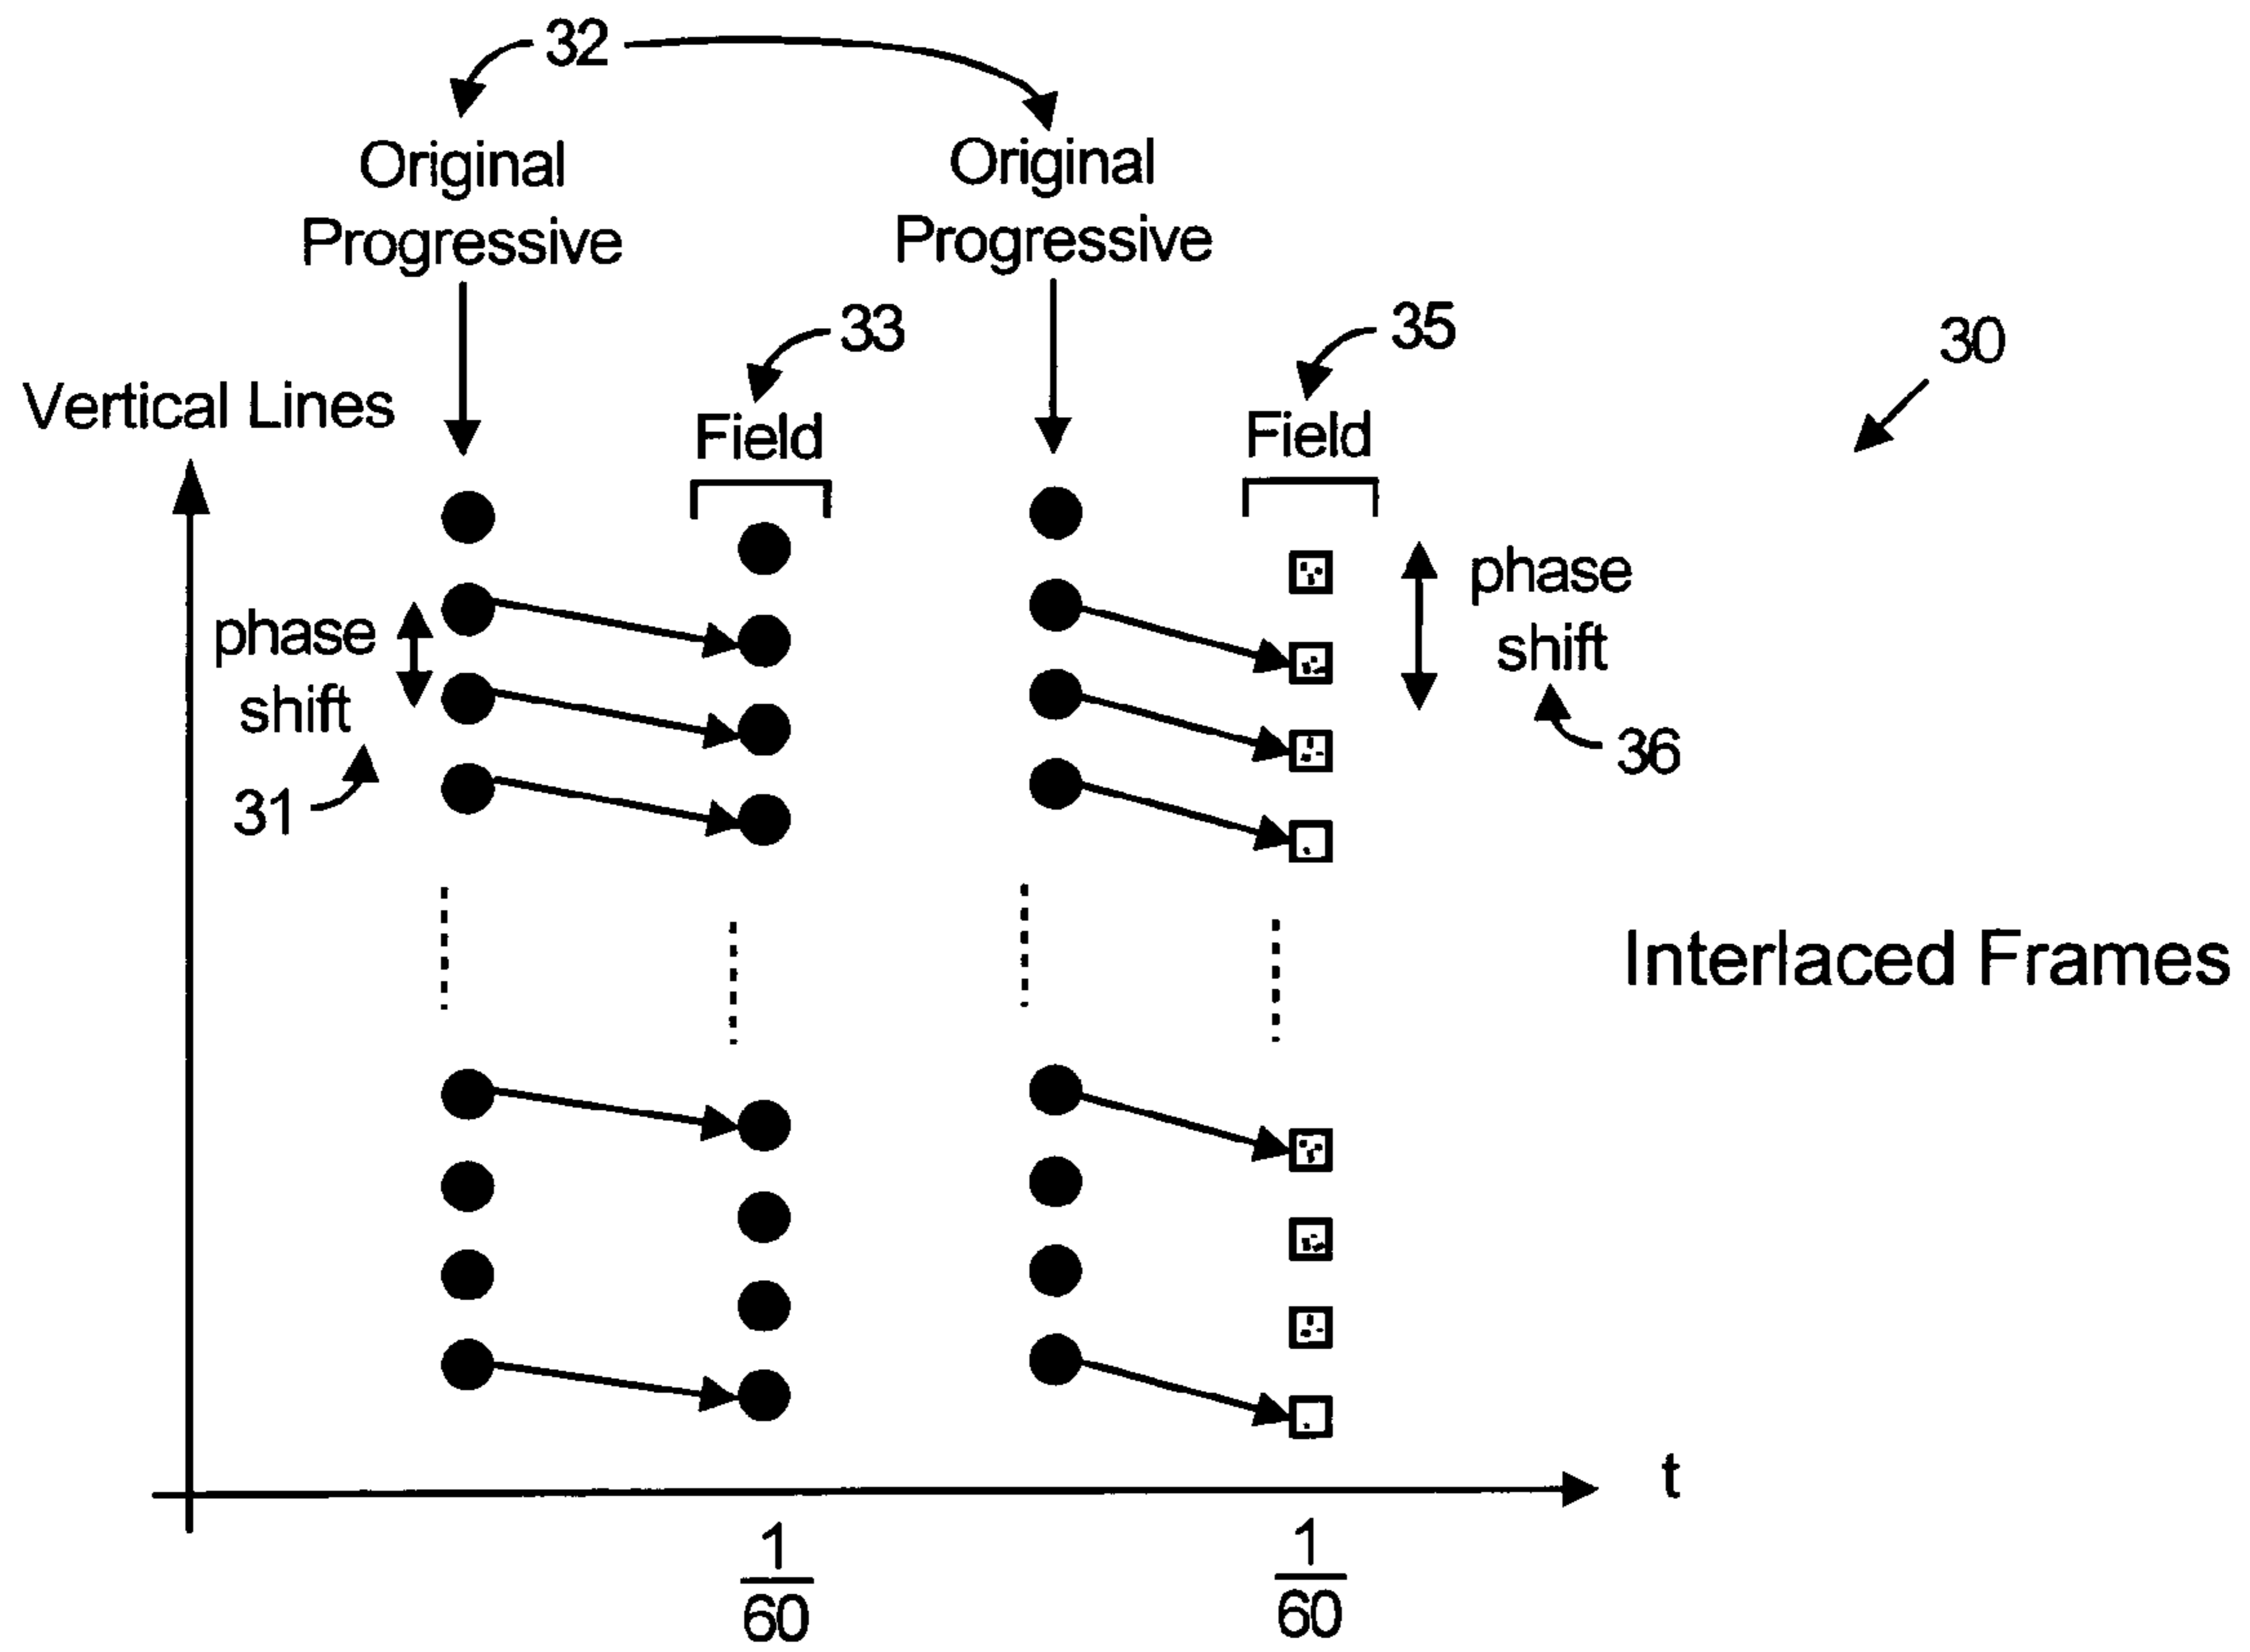 32
Original
Progressive
Original
Progressive
33
35
30
Vertical Lines
Field
Field
phase
shift
31
phase
shift
36
Interlaced Frames
t
1
60
1
60